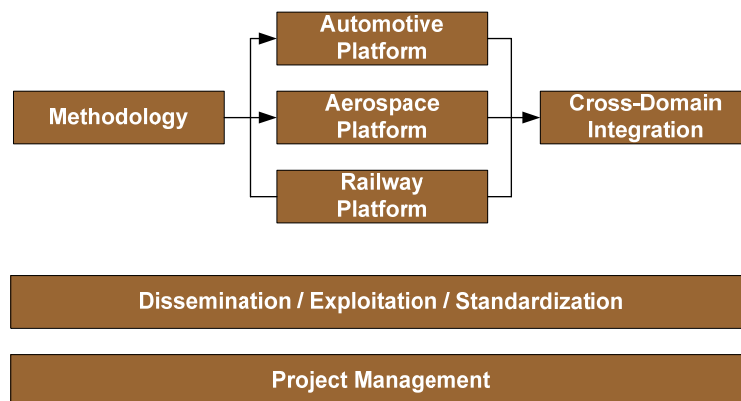 Automotive
Platform
Methodology
Aerospace
Platform
Cross-Domain
Integration
Railway
Platform
Dissemination / Exploitation / Standardization
Project Management